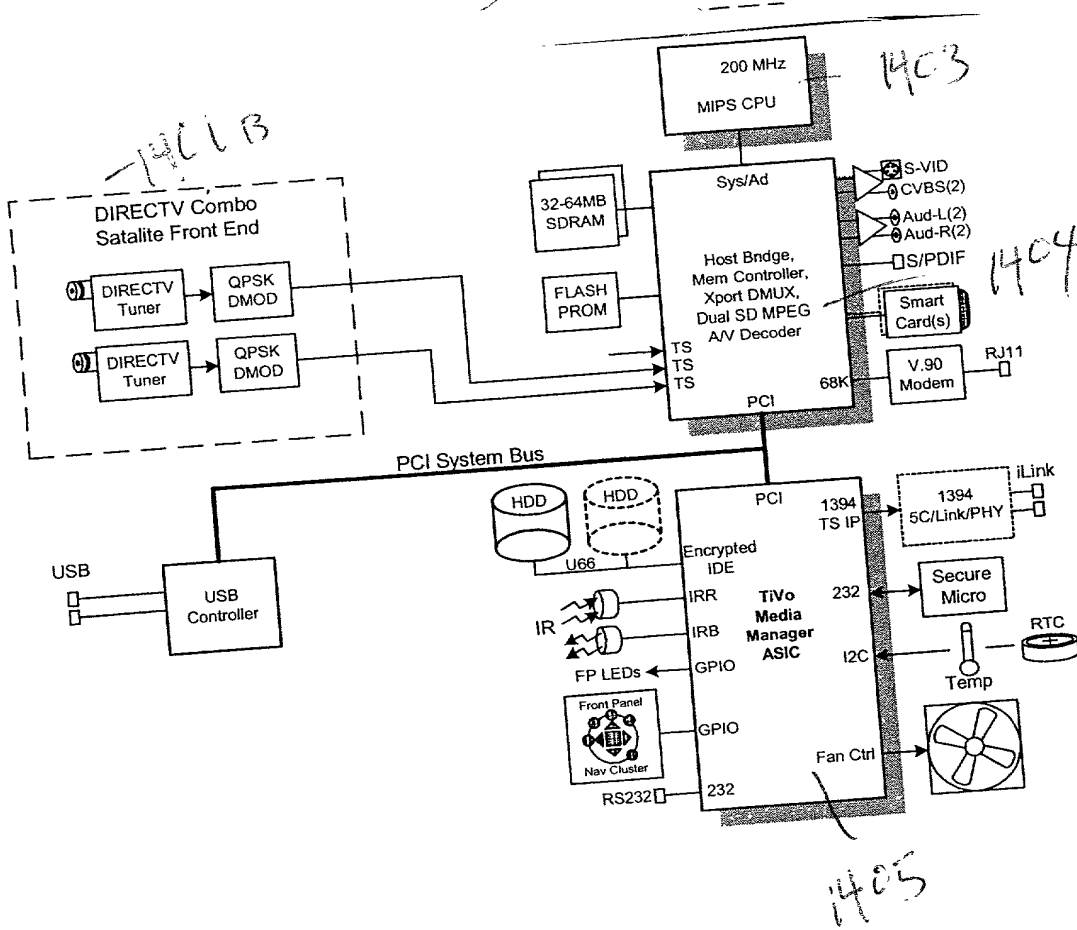 200 MHz
MIPS CPU
1403
1401B
DIRECTV Combo
Satalite Front End
DIRECTV
Tuner
QPSK
DMOD
DIRECTV
Tuner
QPSK
DMOD
32-64MB
SDRAM
FLASH
PROM
Sys/Ad
Host Bridge,
Mem Controller,
Xport DMUX,
Dual SD MPEG
A/V Decoder
TS
TS
TS
68K
PCI
S-VID
CVBS(2)
Aud-L(2)
Aud-R(2)
S/PDIF
1404
Smart
Card(s)
V.90
Modem
RJ11
PCI System Bus
USB
USB
Controller
HDD
HDD
U66
IR
FP LEDs
Front Panel
Nav Cluster
RS232
PCI
Encrypted
IDE
IRR
IRB
GPIO
GPIO
232
TiVo
Media
Manager
ASIC
1394
TS IP
232
I2C
Fan Ctrl
1394
5C/Link/PHY
iLink
Secure
Micro
RTC
Temp
1405